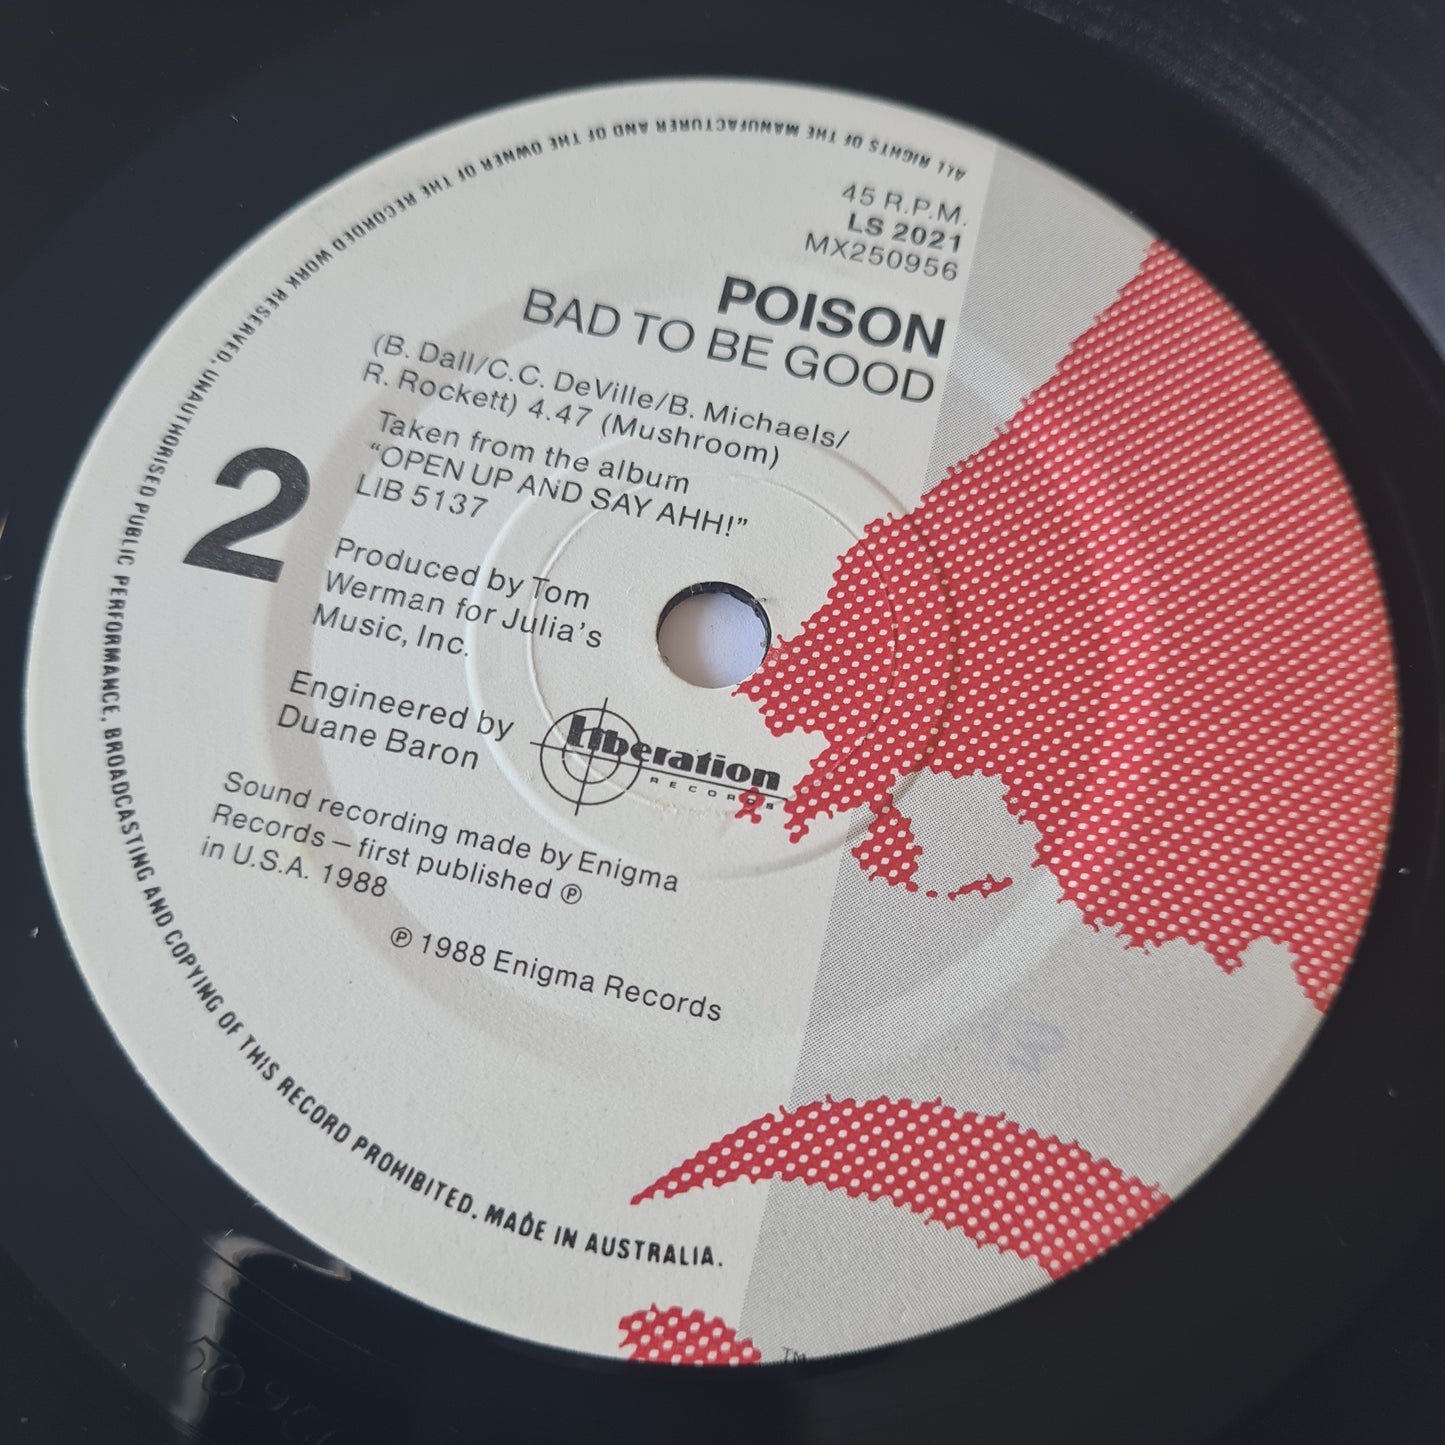 45 R.P.M.
LS 2021
MX250956
POISON
BAD TO BE GOOD
(B. Dall/C.C. DeVille/B. Michaels/
R. Rockett) 4.47 (Mushroom)
Taken from the album
“OPEN UP AND SAY AHH!”
LIB 5137
2
Produced by Tom
Werman for Julia's
Music, Inc.
Engineered by
Duane Baron
Liberation
RECORDS
Sound recording made by Enigma
Records – first published ℗
in U.S.A. 1988
℗ 1988 Enigma Records
ALL RIGHTS OF THE MANUFACTURER AND OF THE OWNER OF THE RECORDED WORK RESERVED. UNAUTHORISED PUBLIC PERFORMANCE, BROADCASTING AND COPYING OF THIS RECORD PROHIBITED. MADE IN AUSTRALIA.
TM